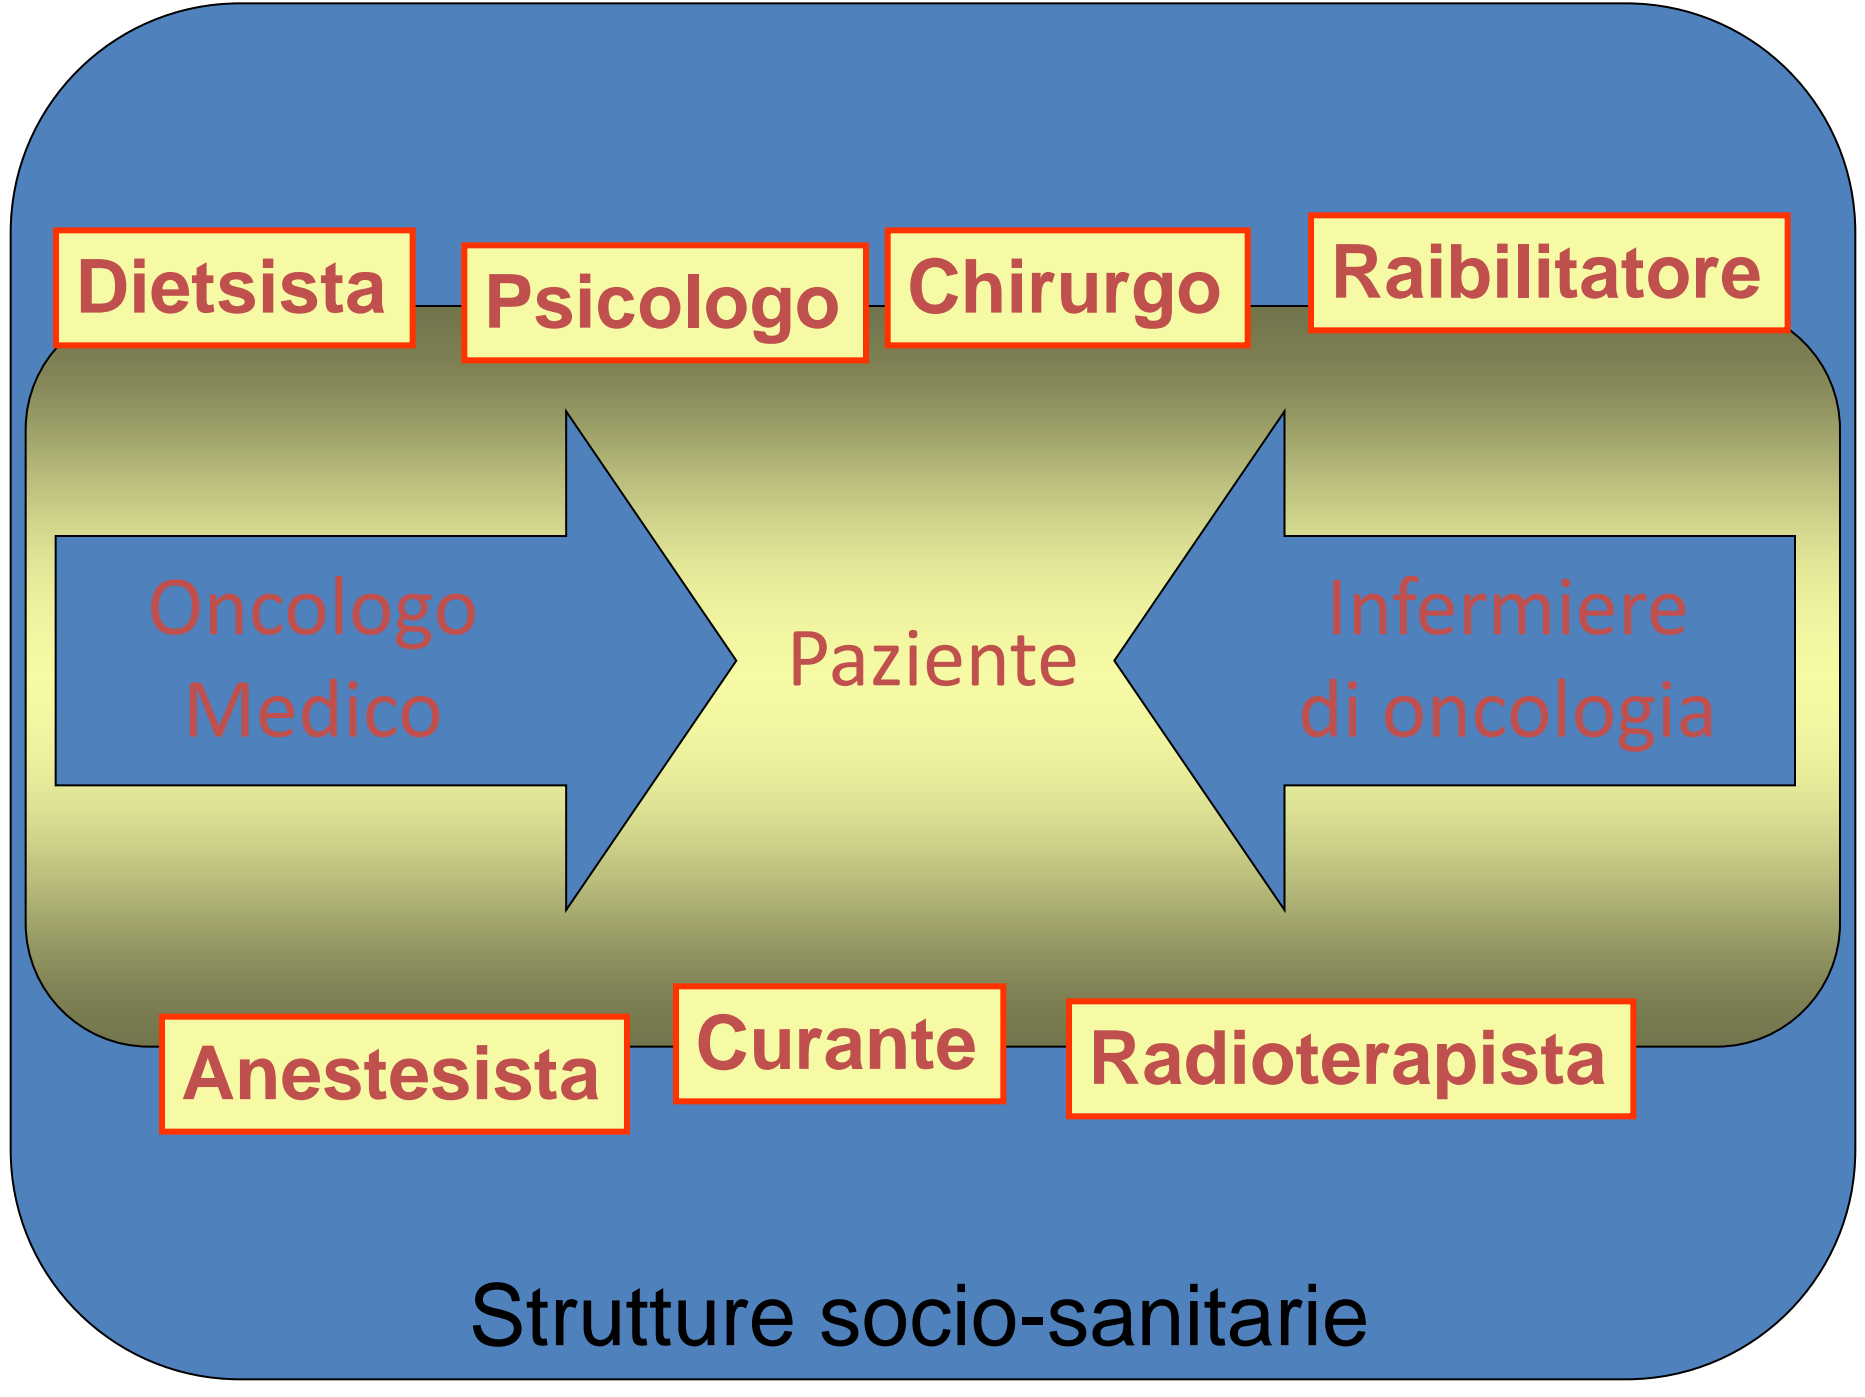 Dietsista
Psicologo
Chirurgo
Raibilitatore
Oncologo
Medico
Paziente
Infermiere
di oncologia
Anestesista
Curante
Radioterapista
Strutture socio-sanitarie